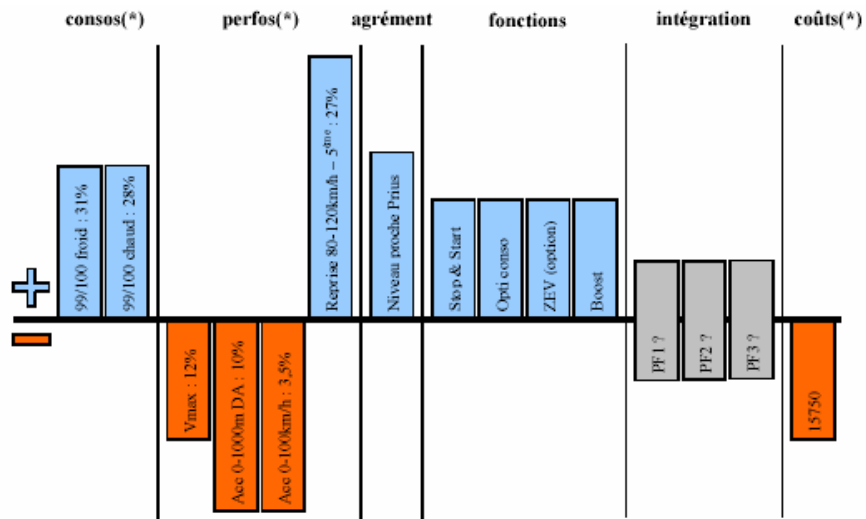 consos(*)
perfos(*)
agrément
fonctions
intégration
coûts(*)
99/100 froid : 31%
99/100 chaud : 28%
Vmax : 12%
Acc 0-1000m DA : 10%
Acc 0-100km/h : 3,5%
Reprise 80-120km/h – 5ème : 27%
Niveau proche Prius
Stop & Start
Opti conso
ZEV (option)
Boost
PF1 ?
PF2 ?
PF3 ?
15750